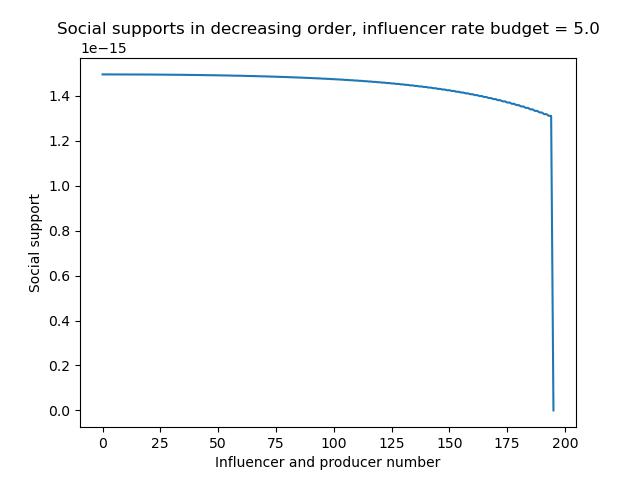 Social supports in decreasing order, influencer rate budget = 5.0
1e−15
1.4
1.2
1.0
0.8
0.6
0.4
0.2
0.0
Social support
0 25 50 75 100 125 150 175 200
Influencer and producer number